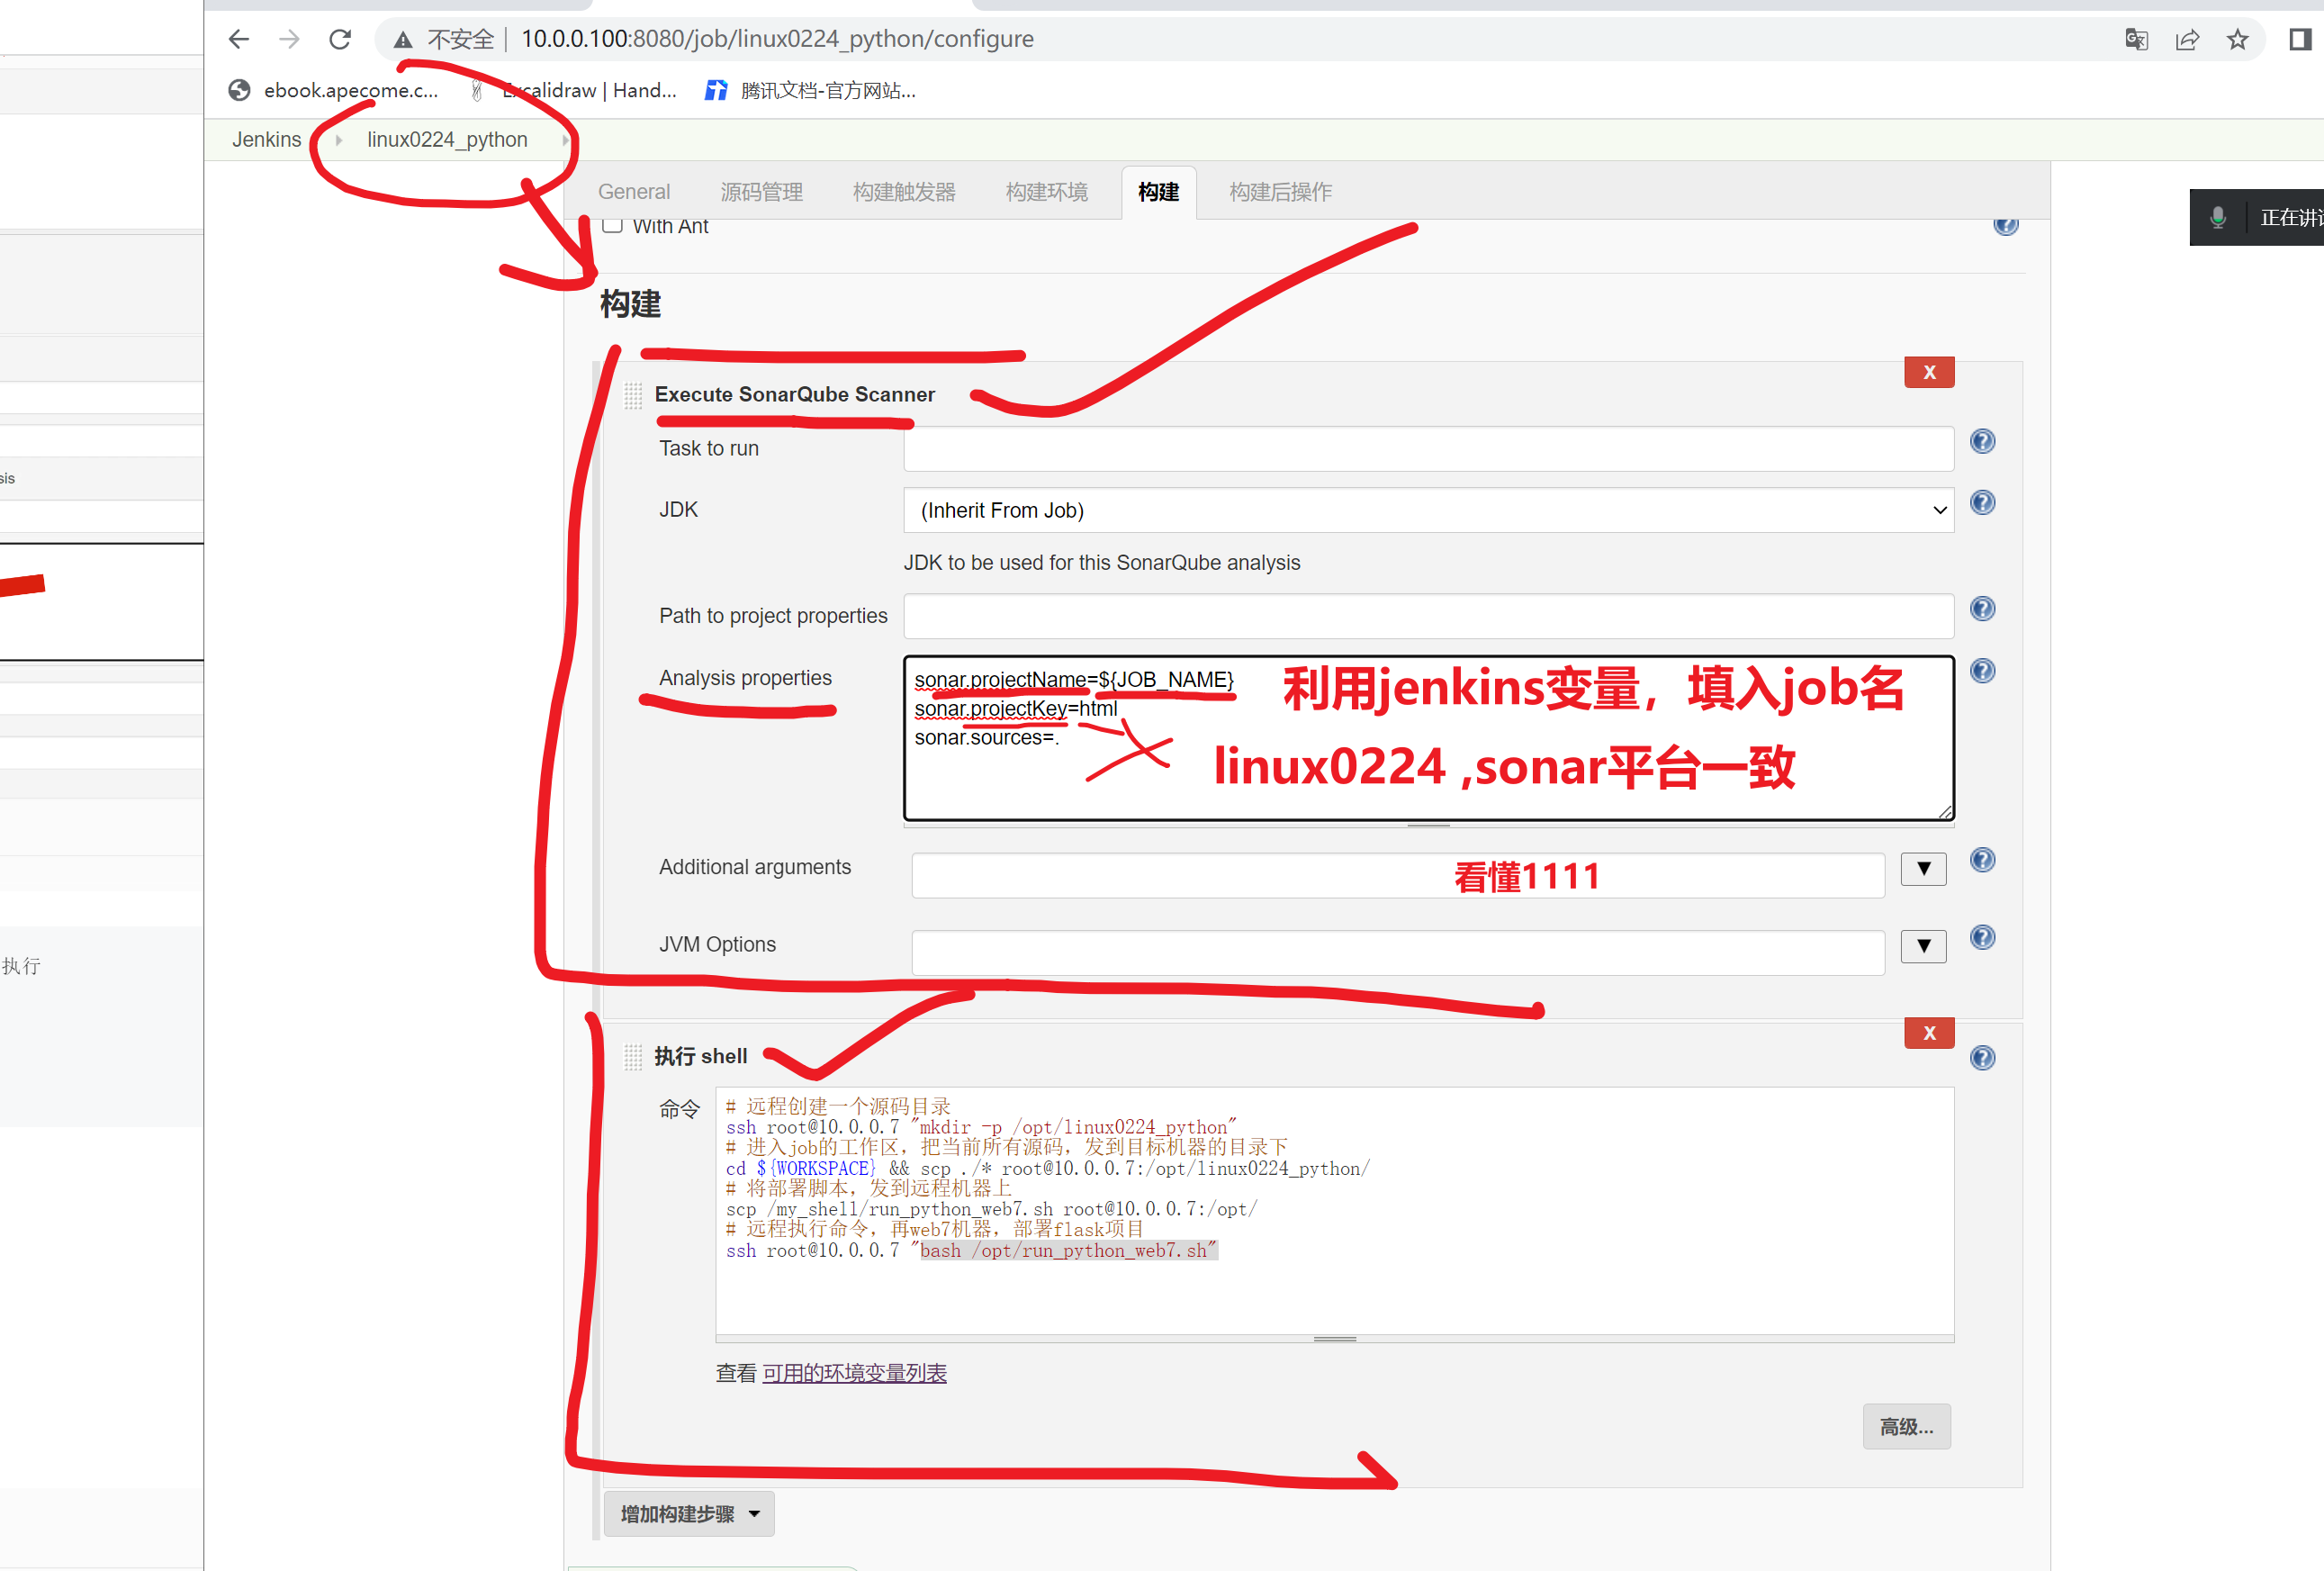 不安全 10.0.0.100:8080/job/linux0224_python/configure
ebook.apecome.c... Excalidraw | Hand... 腾讯文档-官方网站...
Jenkins linux0224_python
General 源码管理 构建触发器 构建环境 构建 构建后操作
正在讲
With Ant
构建
X
Execute SonarQube Scanner
Task to run
sis
JDK (Inherit From Job)
JDK to be used for this SonarQube analysis
Path to project properties
Analysis properties
sonar.projectName=${JOB_NAME} 利用jenkins变量，填入job名
sonar.projectKey=html
sonar.sources=.
linux0224 ,sonar平台一致
Additional arguments
看懂1111
JVM Options
执行
X
执行 shell
命令
# 远程创建一个源码目录
ssh root@10.0.0.7 "mkdir -p /opt/linux0224_python"
# 进入job的工作区，把当前所有源码，发到目标机器的目录下
cd ${WORKSPACE} && scp ./* root@10.0.0.7:/opt/linux0224_python/
# 将部署脚本，发到远程机器上
scp /my_shell/run_python_web7.sh root@10.0.0.7:/opt/
# 远程执行命令，再web7机器，部署flask项目
ssh root@10.0.0.7 "bash /opt/run_python_web7.sh"
查看 可用的环境变量列表
高级...
增加构建步骤